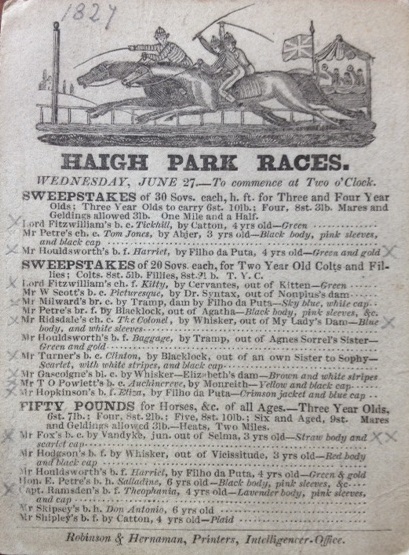 1827
HAIGH PARK RACES.
WEDNESDAY, JUNE 27.—To commence at Two o'Clock.
SWEEPSTAKES of 30 Sovs. each, h. ft. for Three and Four Year
Olds; Three Year Olds to carry 6st. 10lb.; Four, 8st. 3lb. Mares and
Geldings allowed 3lb. One Mile and a Half.
Lord Fitzwilliam's b. c. Tickhill, by Catton, 4 yrs old—Green
Mr Petre's ch. c. Tom Jones, by Abjer, 3 yrs old—Black body, pink sleeves,
and black cap
Mr Houldsworth's b. f. Harriet, by Filho da Puta, 4 yrs old—Green and gold
SWEEPSTAKES of 20 Sovs. each, for Two Year Old Colts and Fil-
lies; Colts. 8st. 5lb. Fillies, 8st. lb. T. Y. C.
Lord Fitzwilliam's ch. f. Kitty, by Cervantes, out of Kitten—Green
Mr W Scott's b. c. Picturesque, by Dr. Syntax, out of Nonplus's dam
Mr Milward's br. c. by Tramp, dam by Filho da Puta—Sky blue, white cap
Mr Petre's br. f. By Blacklock, out of Agatha—Black body, pink sleeves, &c.
Mr Ridsdale's ch. c. The Colonel, by Whisker, out of My Lady's Dam—Blue
body, and white sleeves
Mr Houldsworth's b. f. Baggage, by Tramp, out of Agnes Sorrel's Sister—
Green and gold
Mr Turner's b. c. Clinton, by Blacklock, out of an own Sister to Sophy—
Scarlet, with white stripes, and black cap
Mr Gascoigne's bl. c. by Whisker—Elizabeth's dam—Brown and white stripes
Mr T O Powlett's b. c. Auchincreve, by Monreith—Yellow and black cap
Mr Hopkinson's b. f. Eliza, by Filho da Puta—Crimson jacket and blue cap
FIFTY POUNDS for Horses, &c. of all Ages.—Three Year Olds,
6st. 7lb.; Four, 8st. 2lb.; Five, 8st. 10lb.; Six and Aged, 9st. Mares
and Geldings allowed 3lb.—Heats, Two Miles.
Mr Fox's b. c. by Vandyke, Jun. out of Selma, 3 yrs old—Straw body and
scarlet cap
Mr Hodgson's b. f. by Whisker, out of Vicissitude, 3 yrs old—Red body
and black cap
Mr Houldsworth's b. f. Harriet, by Filho da Puta, 4 yrs old—Green & gold
Hon. E. Petre's b. h. Salladine, 6 yrs old—Black body, pink sleeves, &c
Capt. Ramsden's b. f. Theophania, 4 yrs old—Lavender body, pink sleeves,
and cap
Mr Skipsey's b. h. Don Antonio, 6 yrs old
Mr Shipley's b. f. by Catton, 4 yrs old—Plaid
Robinson & Hernaman, Printers, Intelligencer-Office.